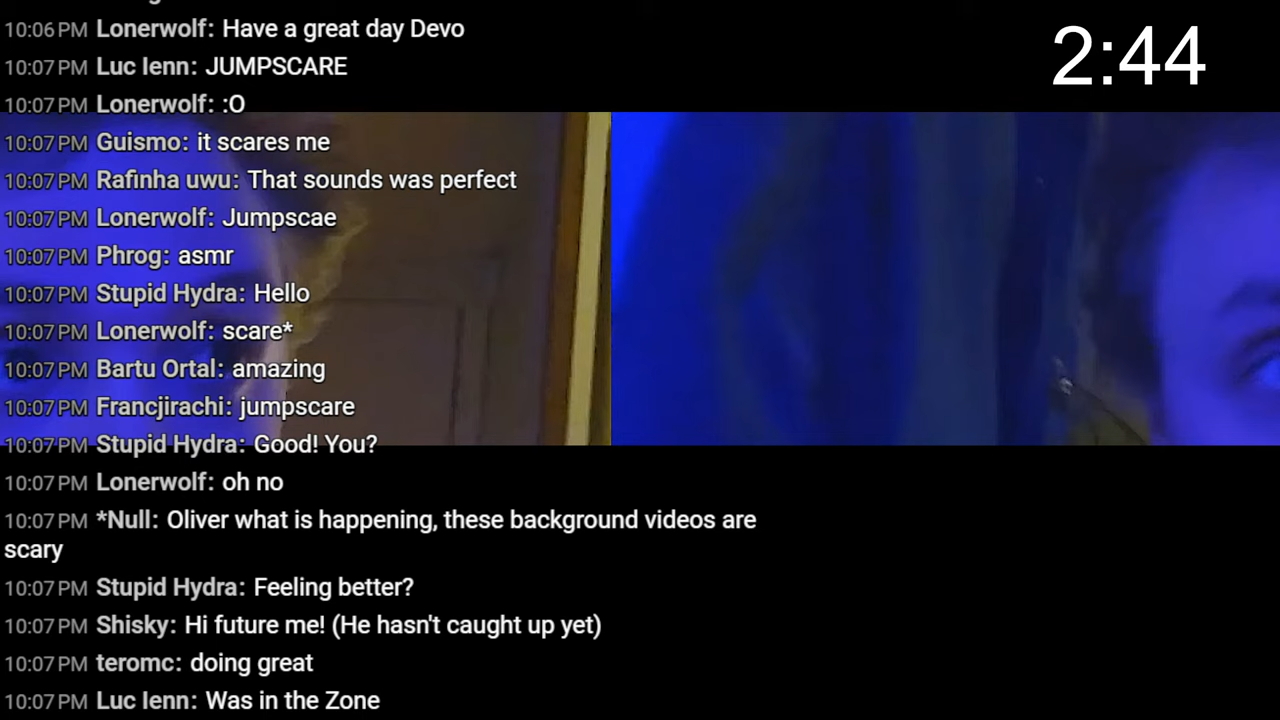 10:06 PM Lonerwolf: Have a great day Devo
2:44
10:07 PM Luc Ienn: JUMPSCARE
10:07 PM Lonerwolf: :O
10:07 PM Guismo: it scares me
10:07 PM Rafinha uwu: That sounds was perfect
10:07 PM Lonerwolf: Jumpscae
10:07 PM Phrog: asmr
10:07 PM Stupid Hydra: Hello
10:07 PM Lonerwolf: scare*
10:07 PM Bartu Ortal: amazing
10:07 PM Francjirachi: jumpscare
10:07 PM Stupid Hydra: Good! You?
10:07 PM Lonerwolf: oh no
10:07 PM *Null: Oliver what is happening, these background videos are
scary
10:07 PM Stupid Hydra: Feeling better?
10:07 PM Shisky: Hi future me! (He hasn't caught up yet)
10:07 PM teromc: doing great
10:07 PM Luc Ienn: Was in the Zone